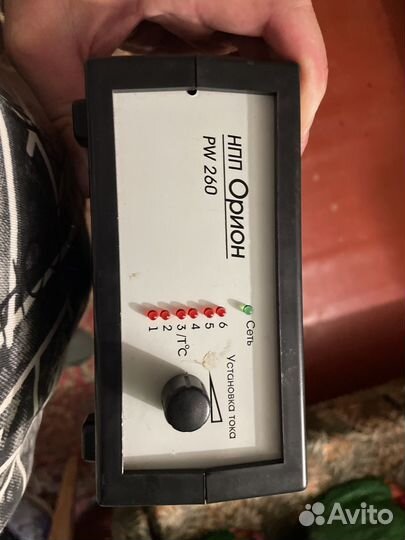 НПП Орион
PW 260
Сеть
1 2 3/T°C 4 5 6
Установка тока
Avito